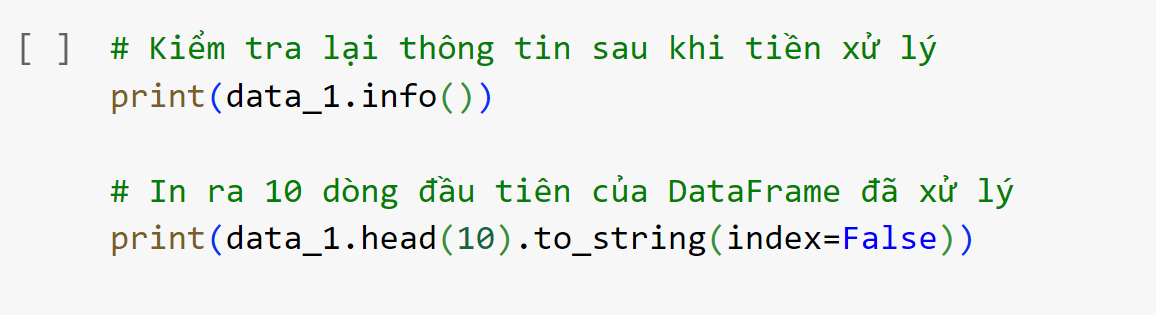 [ ] # Kiểm tra lại thông tin sau khi tiền xử lý
print(data_1.info())
# In ra 10 dòng đầu tiên của DataFrame đã xử lý
print(data_1.head(10).to_string(index=False))